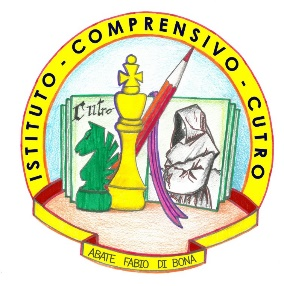 ISTITUTO - COMPRENSIVO - CUTRO
Cutro
ABATE FABIO DI BONA